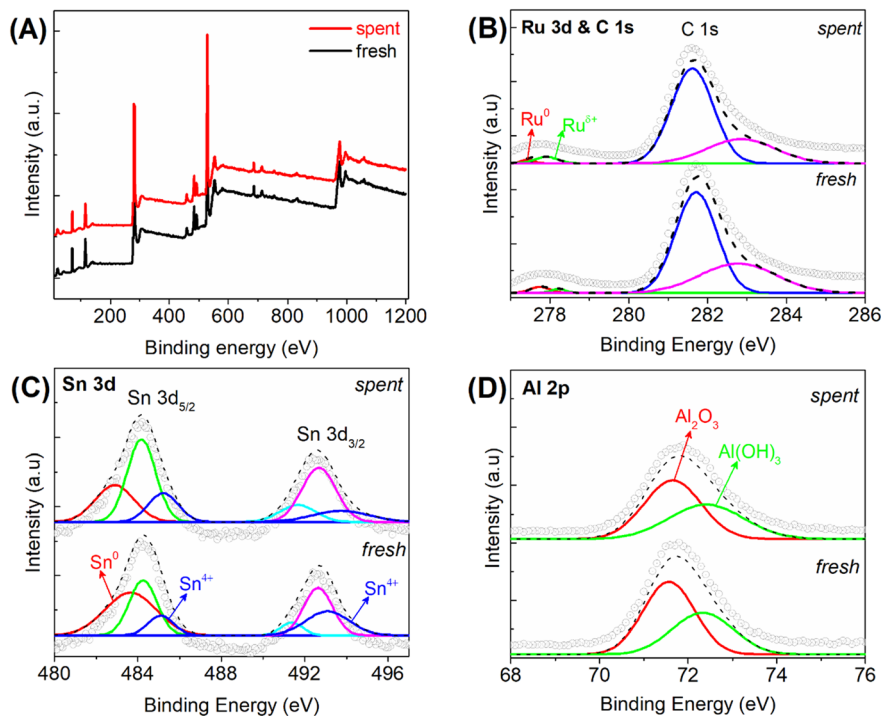 (A)
spent
fresh
Intensity (a.u.)
200 400 600 800 1000 1200
Binding energy (eV)
(B) Ru 3d & C 1s
C 1s
spent
Ru⁰
Ruᵟ⁺
fresh
Intensity (a.u.)
278 280 282 284 286
Binding Energy (eV)
(C) Sn 3d
spent
Sn 3d₅/₂
Sn 3d₃/₂
fresh
Sn⁰
Sn⁴⁺
Sn⁴⁺
Intensity (a.u)
480 484 488 492 496
Binding Energy (eV)
(D) Al 2p
spent
Al₂O₃
Al(OH)₃
fresh
Intensity (a.u)
68 70 72 74 76
Binding Energy (eV)